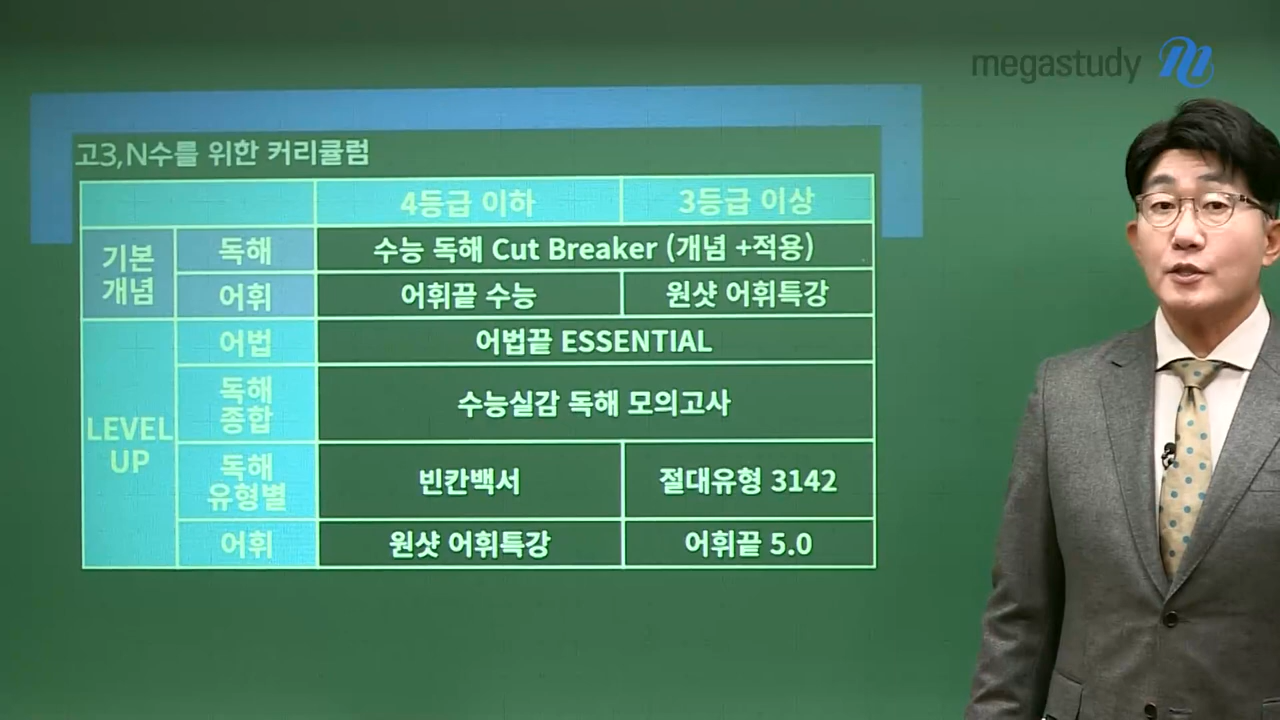 megastudy
고3,N수를 위한 커리큘럼
4등급 이하 3등급 이상
기본
개념
독해 수능 독해 Cut Breaker (개념 +적용)
어휘 어휘끝 수능 원샷 어휘특강
LEVEL
UP
어법 어법끝 ESSENTIAL
독해
종합
수능실감 독해 모의고사
독해
유형별
빈칸백서 절대유형 3142
어휘 원샷 어휘특강 어휘끝 5.0